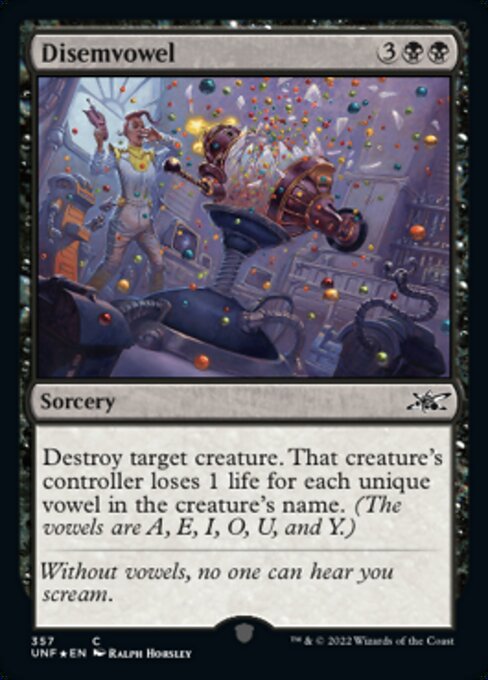 Disemvowel 3
Sorcery
Destroy target creature. That creature's
controller loses 1 life for each unique
vowel in the creature's name. (The
vowels are A, E, I, O, U, and Y.)
Without vowels, no one can hear you
scream.
357 C
UNF★EN Ralph Horsley
™ & © 2022 Wizards of the Coast